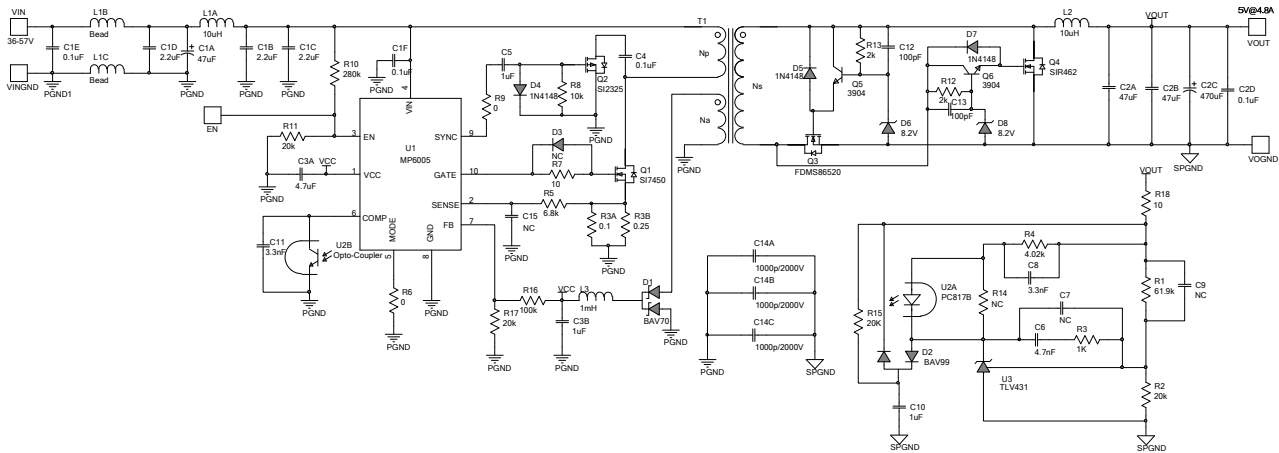 VIN
36-57V
VINGND
L1B
Bead
L1C
Bead
C1E
0.1uF
PGND1
C1D
2.2uF
C1A
47uF
PGND
L1A
10uH
C1B
2.2uF
C1C
2.2uF
R10
280k
C1F
0.1uF
PGND
EN
R11
20k
PGND
C3A
4.7uF
VCC
U1
MP6005
VIN
4
EN
3
VCC
1
COMP
6
MODE
5
GND
8
SYNC
9
GATE
10
SENSE
2
FB
7
C11
3.3nF
U2B
Opto-Coupler
PGND
R6
0
PGND
PGND
R9
0
C5
1uF
D4
1N4148
R8
10k
Q2
SI2325
PGND
C4
0.1uF
D3
NC
R7
10
Q1
SI7450
R5
6.8k
C15
NC
PGND
R3A
0.1
R3B
0.25
PGND
R17
20k
PGND
R16
100k
VCC
C3B
1uF
PGND
L3
1mH
D1
BAV70
PGND
PGND
T1
Np
Na
Ns
C14A
1000p/2000V
C14B
1000p/2000V
C14C
1000p/2000V
PGND
SPGND
D5
1N4148
R13
2k
C12
100pF
Q5
3904
D6
8.2V
Q3
FDMS86520
D7
1N4148
Q6
3904
R12
2k
C13
100pF
D8
8.2V
Q4
SIR462
L2
10uH
C2A
47uF
VOUT
C2B
47uF
C2C
470uF
C2D
0.1uF
SPGND
5V@4.8A
VOUT
VOGND
VOUT
R18
10
R4
4.02k
C8
3.3nF
U2A
PC817B
R14
NC
C7
NC
C6
4.7nF
R3
1K
R1
61.9k
C9
NC
R15
20K
D2
BAV99
U3
TLV431
R2
20k
C10
1uF
SPGND
SPGND